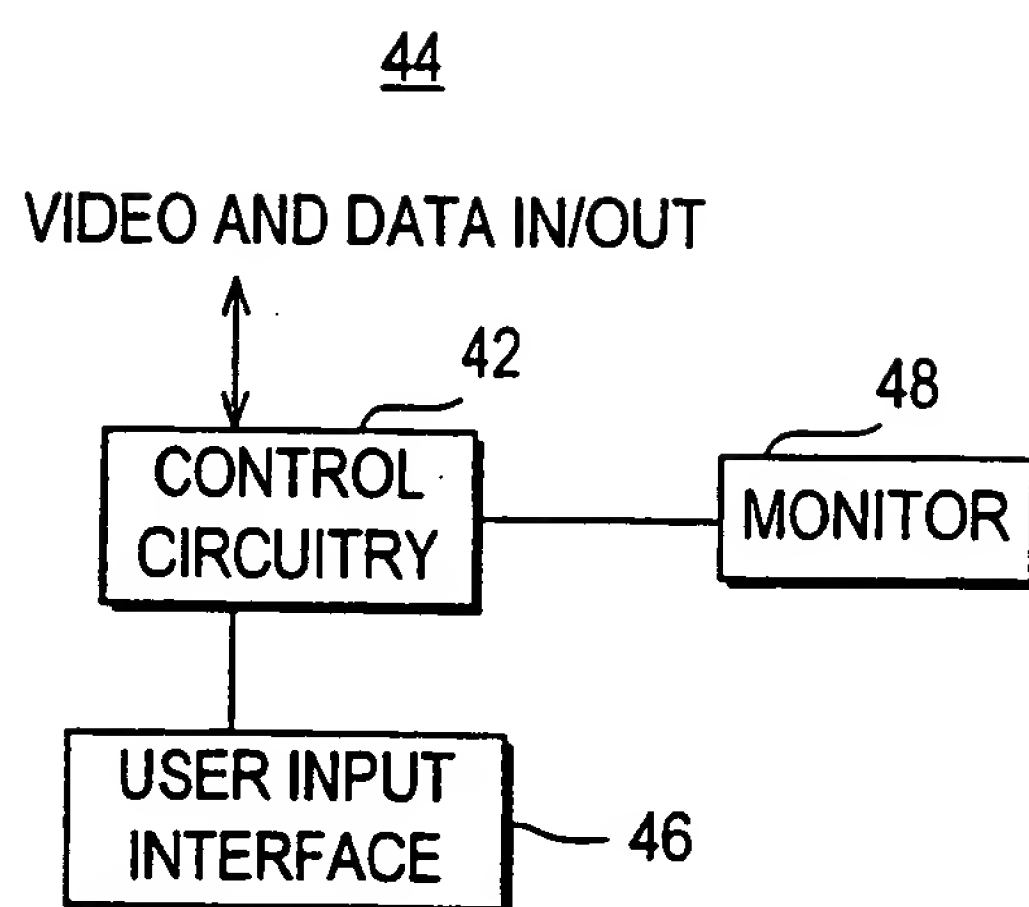 44
VIDEO AND DATA IN/OUT
42
48
CONTROL
CIRCUITRY
MONITOR
USER INPUT
INTERFACE
46